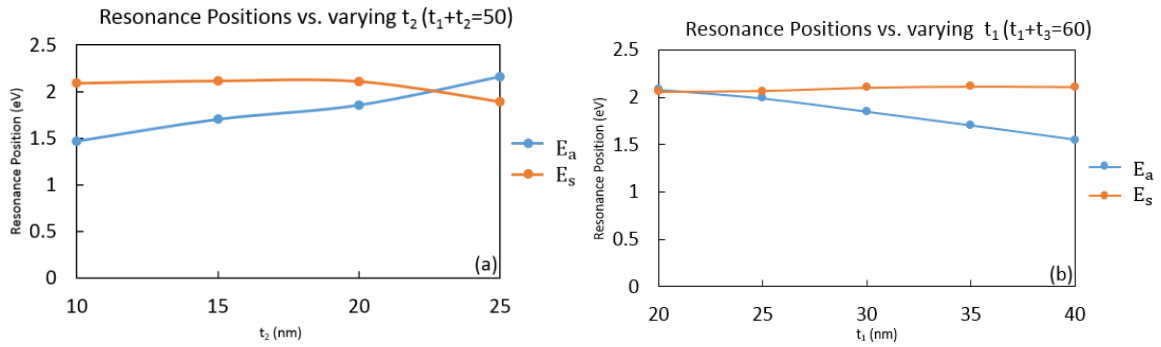 Resonance Positions vs. varying t₂ (t₁+t₂=50)
Resonance Position (eV)
2.5
2
1.5
1
0.5
0
10 15 20 25
t₂ (nm)
(a)
Eₐ
Eₛ
Resonance Positions vs. varying t₁ (t₁+t₃=60)
Resonance Position (eV)
2.5
2
1.5
1
0.5
0
20 25 30 35 40
t₁ (nm)
(b)
Eₐ
Eₛ